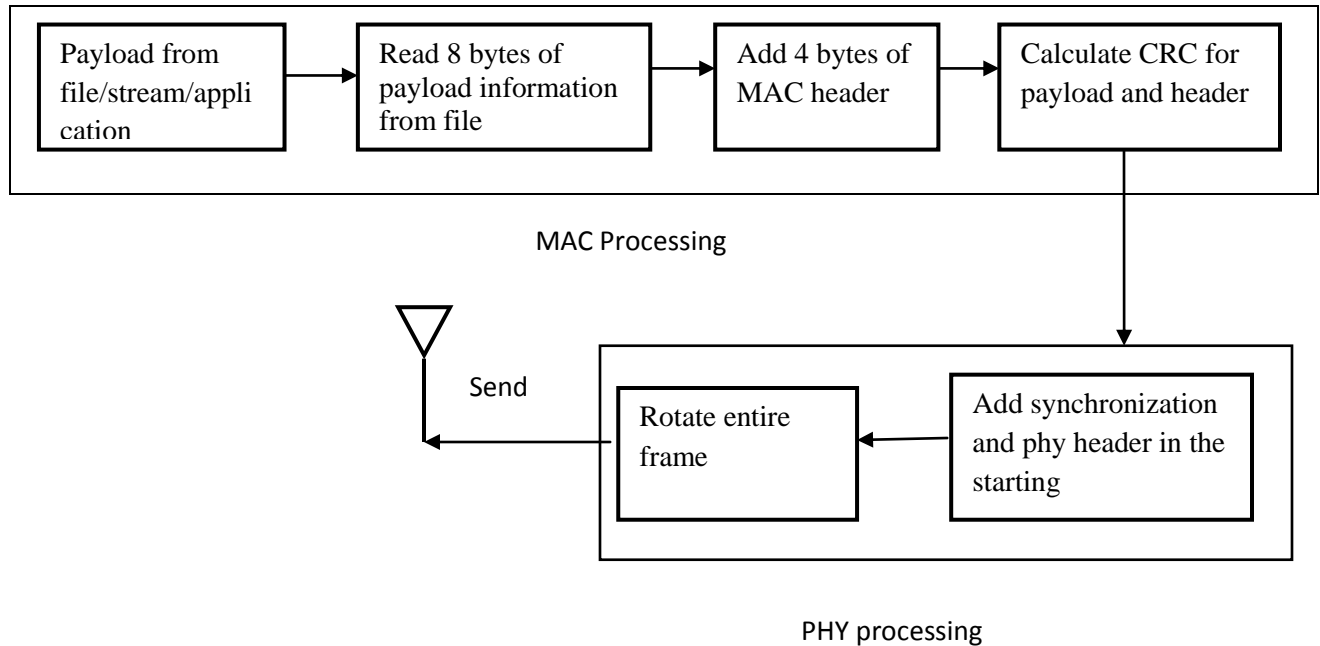 Payload from
file/stream/appli
cation
Read 8 bytes of
payload information
from file
Add 4 bytes of
MAC header
Calculate CRC for
payload and header
MAC Processing
Send
Rotate entire
frame
Add synchronization
and phy header in the
starting
PHY processing